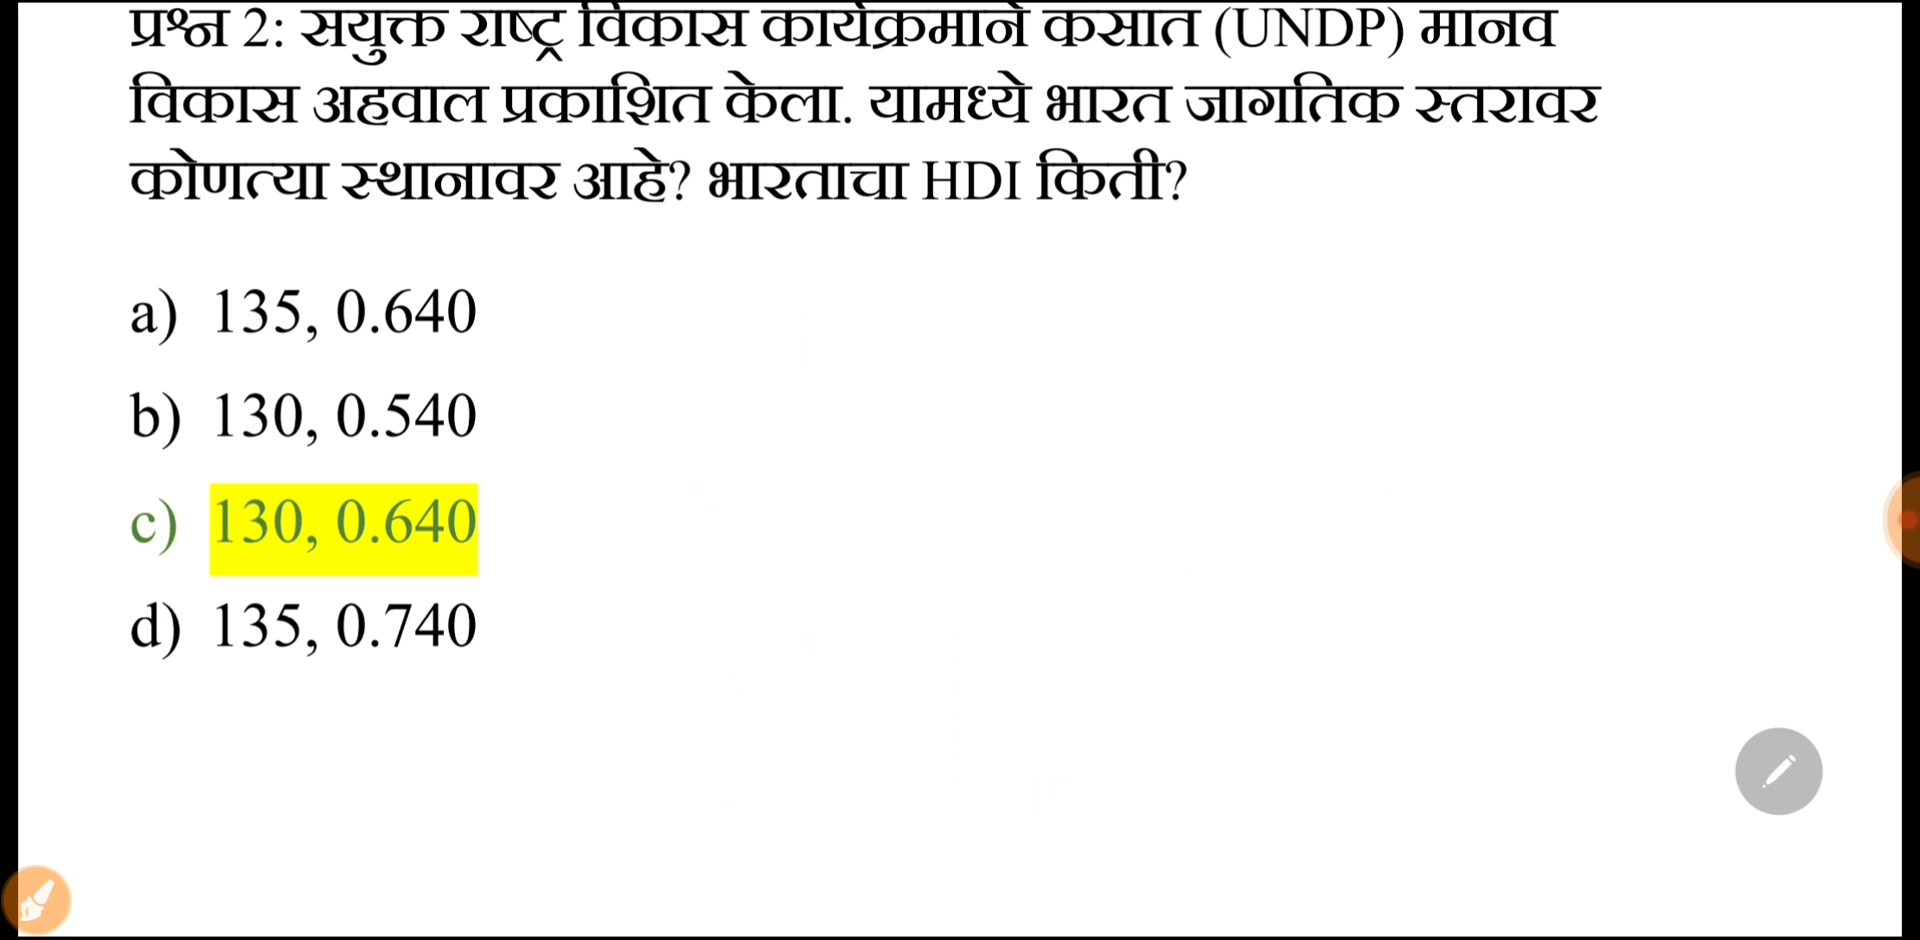 प्रश्न 2: सयुक्त राष्ट्र विकास कार्यक्रमाने कसात (UNDP) मानव
विकास अहवाल प्रकाशित केला. यामध्ये भारत जागतिक स्तरावर
कोणत्या स्थानावर आहे? भारताचा HDI किती?
a) 135, 0.640
b) 130, 0.540
c) 130, 0.640
d) 135, 0.740